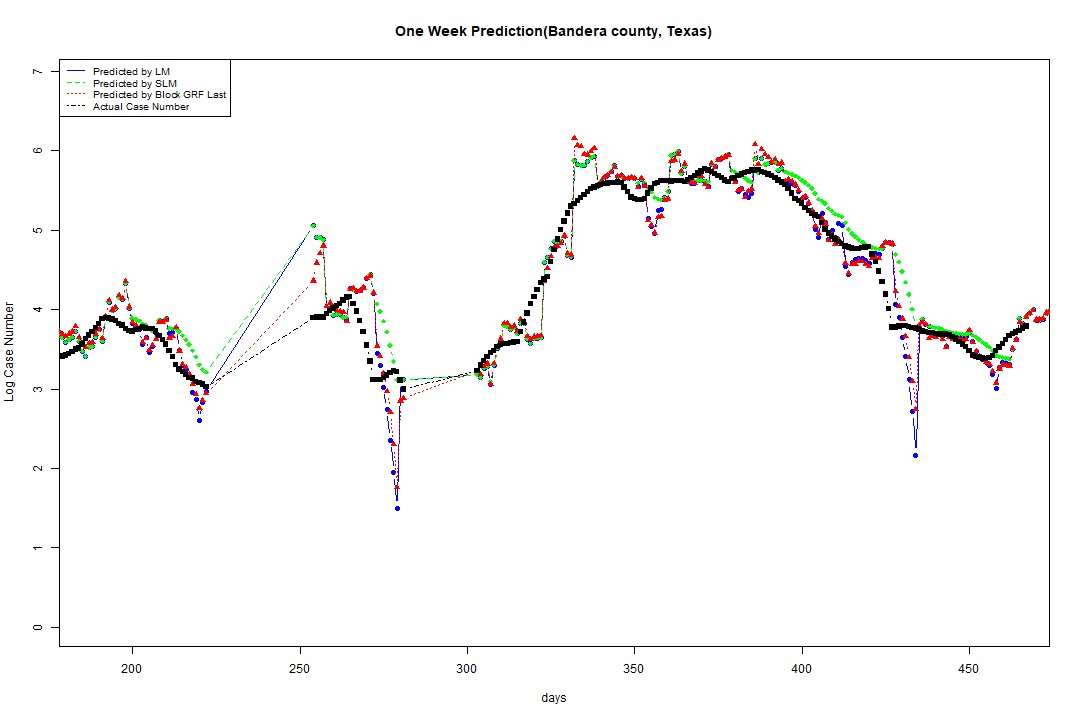 One Week Prediction(Bandera county, Texas)
Predicted by LM
Predicted by SLM
Predicted by Block GRF Last
Actual Case Number
7
6
5
4
3
2
1
0
Log Case Number
200 250 300 350 400 450
days